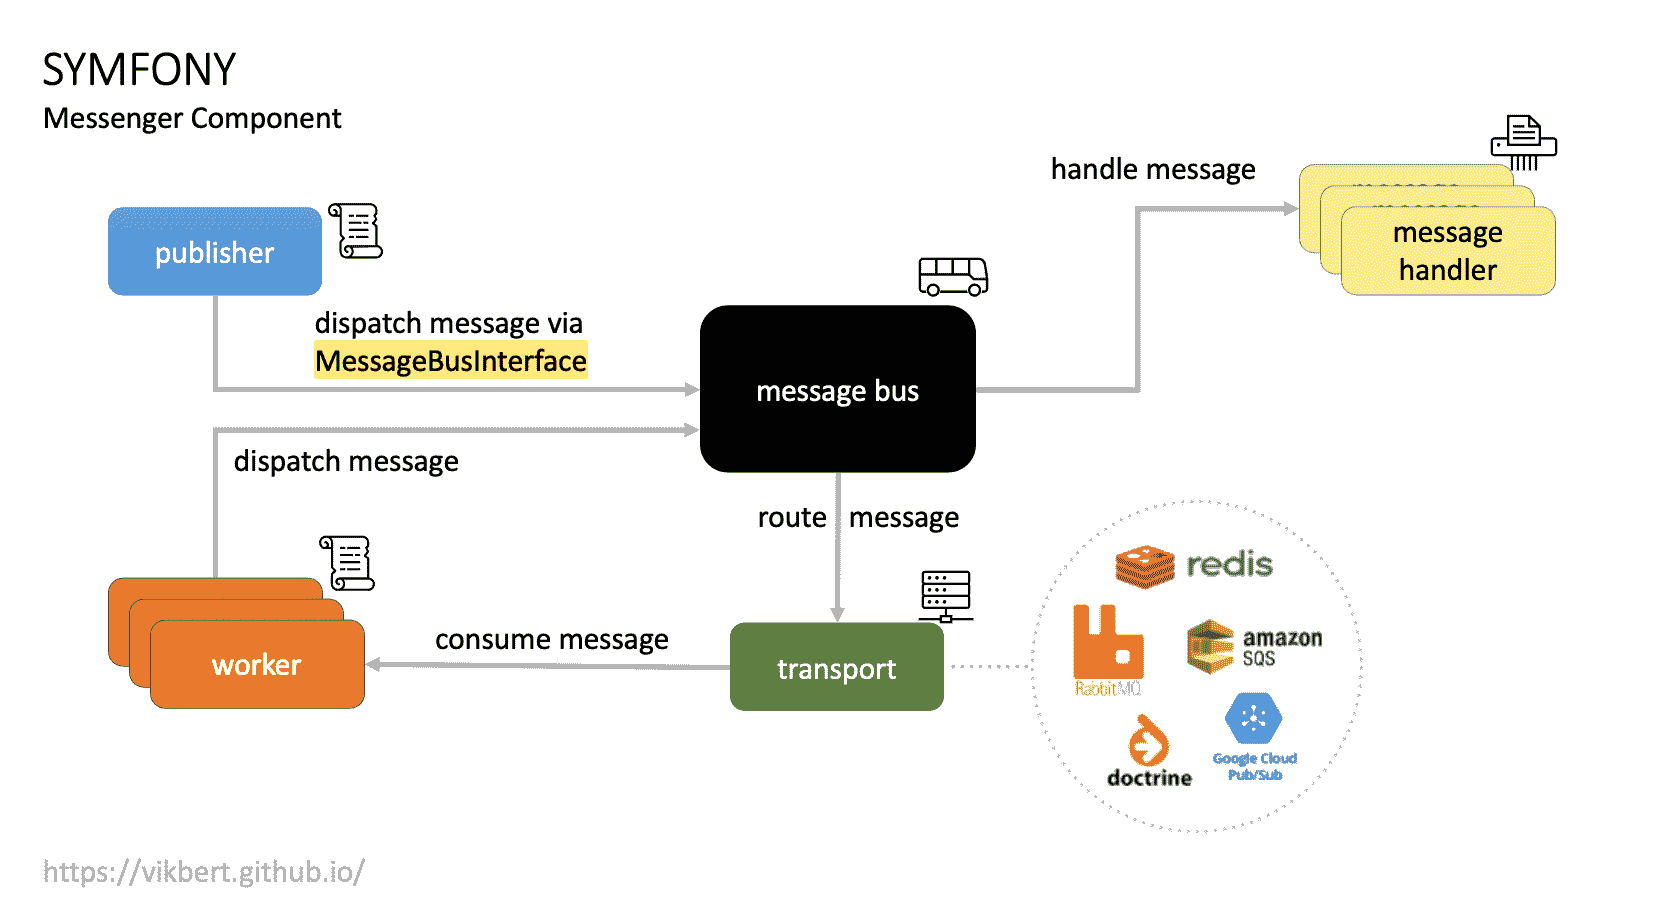 SYMFONY
Messenger Component
handle message
publisher
message
handler
dispatch message via
MessageBusInterface
message bus
dispatch message
route message
redis
worker
consume message
transport
RabbitMQ
amazon
SQS
doctrine
Google Cloud
Pub/Sub
https://vikbert.github.io/